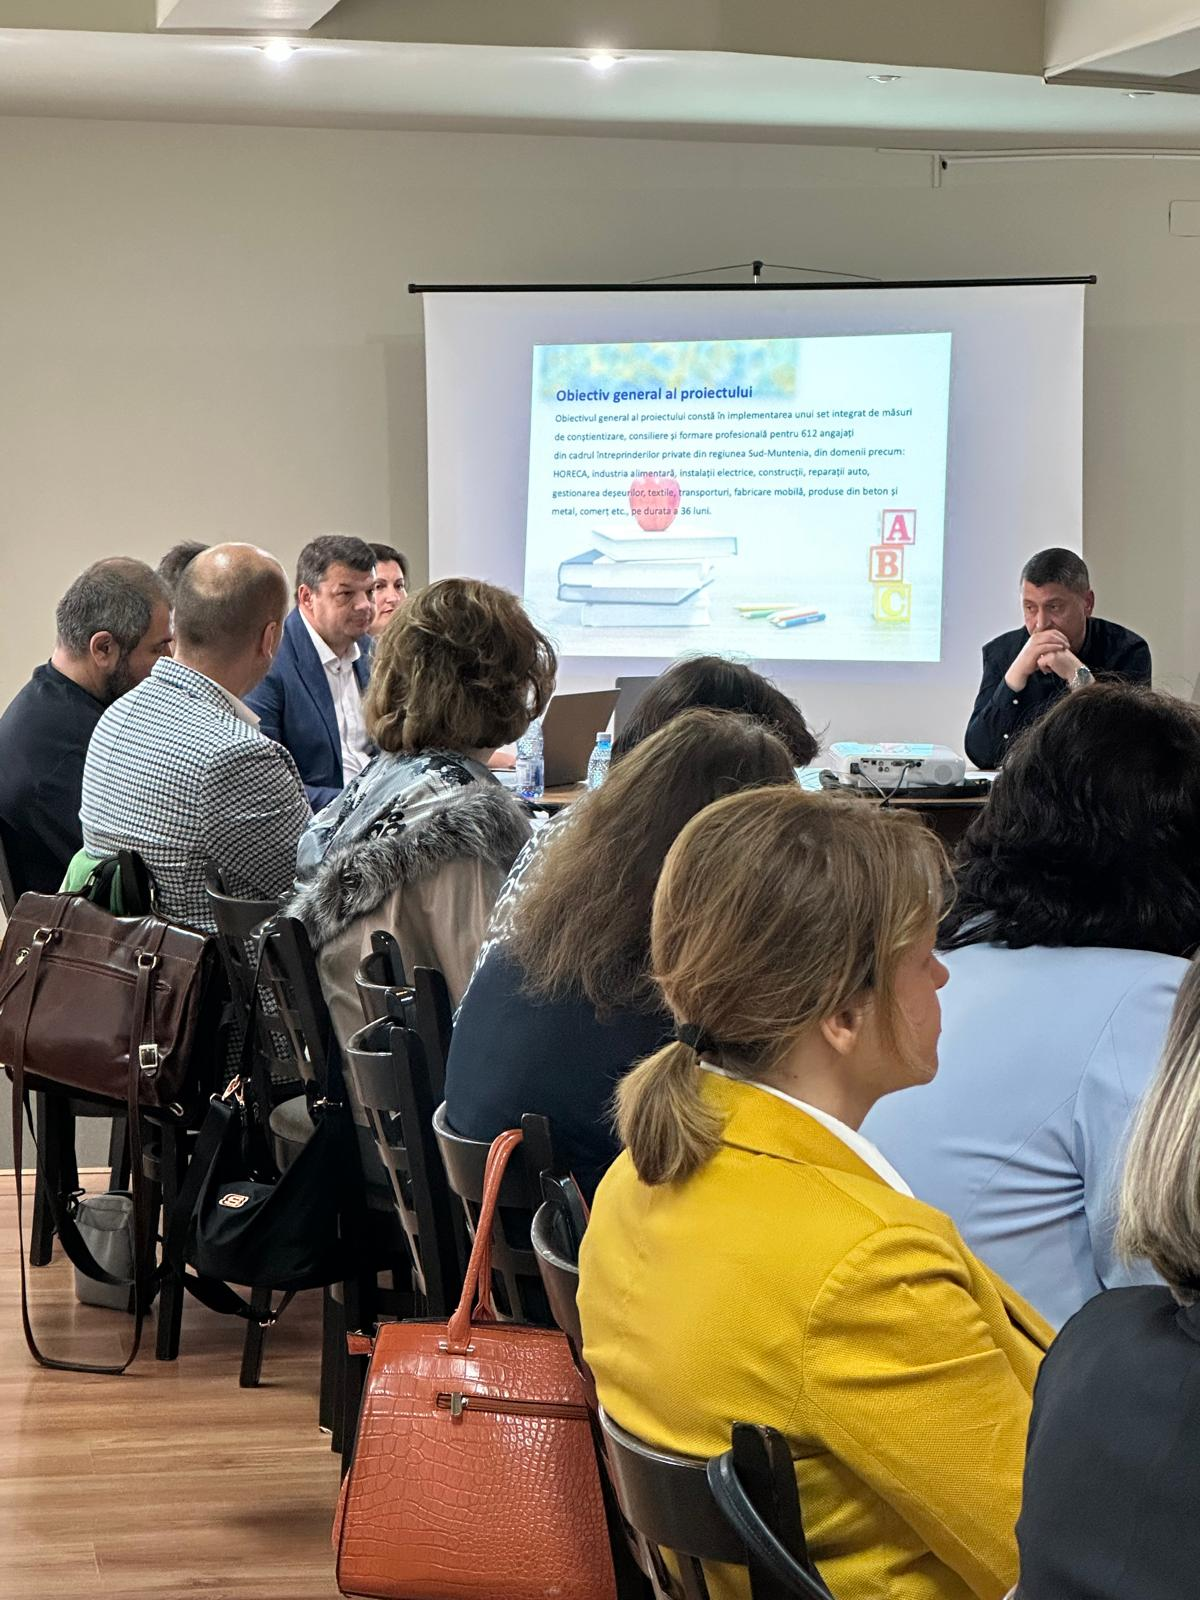 Obiectiv general al proiectului
Obiectivul general al proiectului constă în implementarea unui set integrat de măsuri
de conștientizare, consiliere și formare profesională pentru 612 angajați
din cadrul întreprinderilor private din regiunea Sud-Muntenia, din domenii precum:
HORECA, industria alimentară, instalații electrice, construcții, reparații auto,
gestionarea deșeurilor, textile, transporturi, fabricare mobilă, produse din beton și
metal, comerț etc., pe durata a 36 luni.
A
B
C